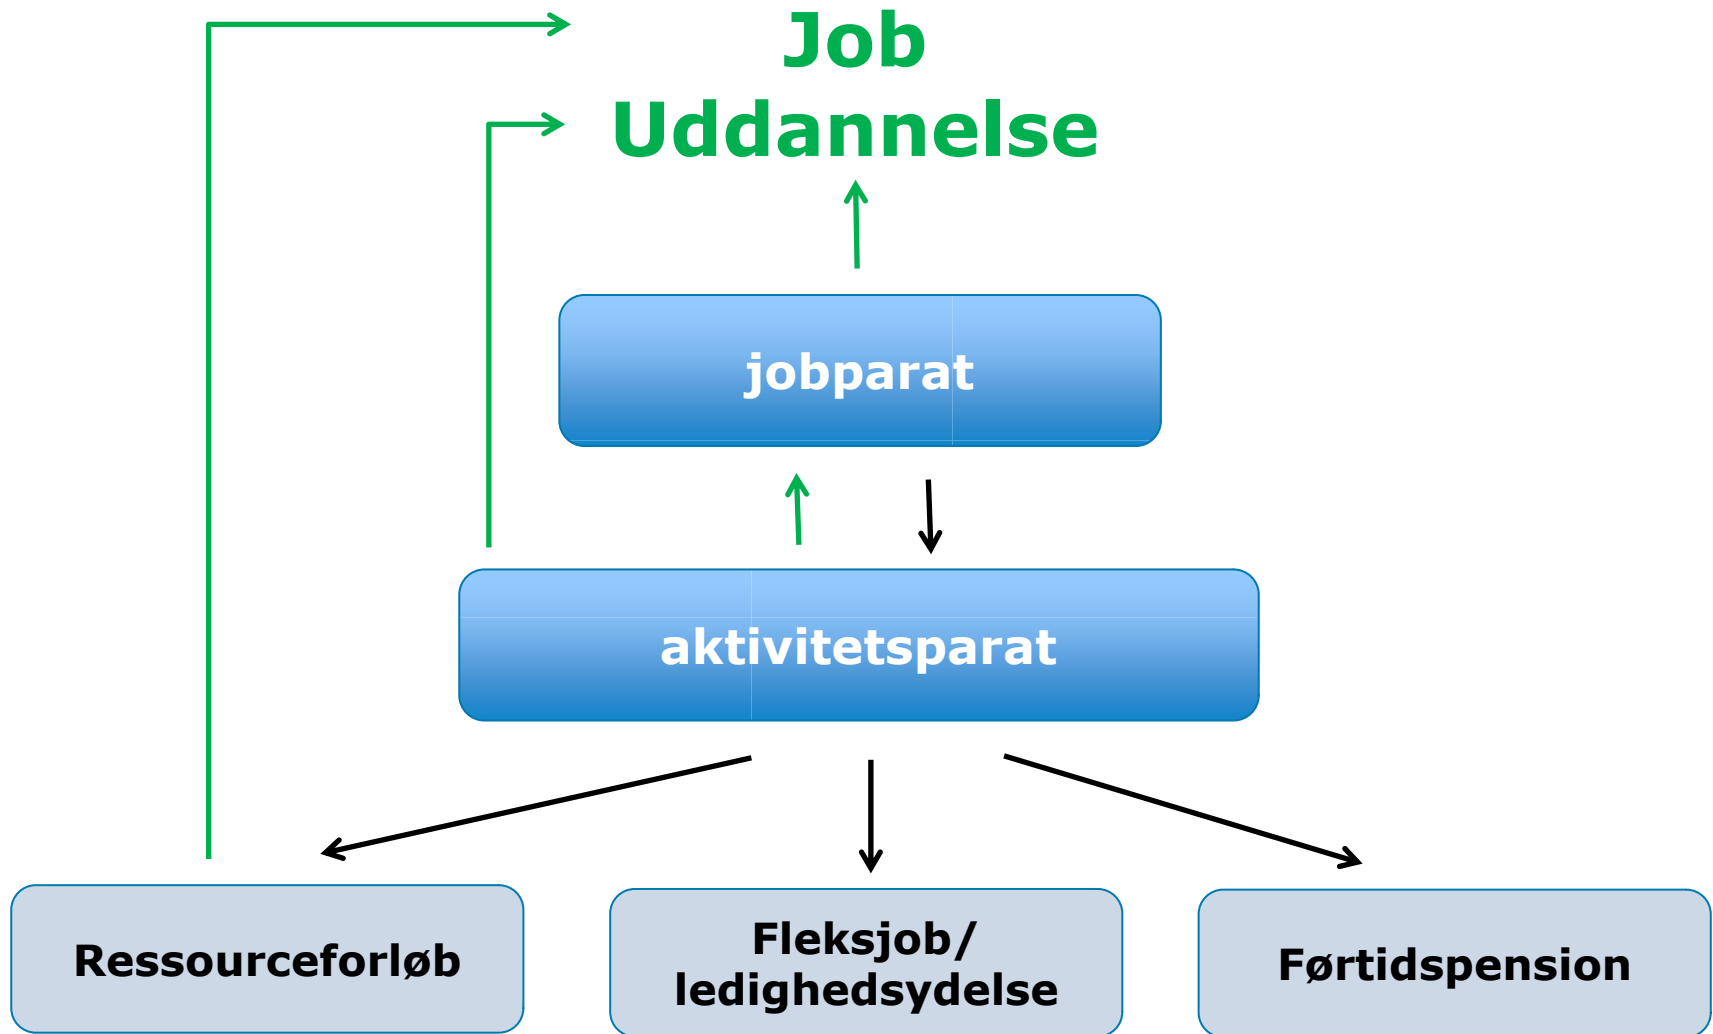 Job
Uddannelse
jobparat
aktivitetsparat
Ressourceforløb
Fleksjob/
ledighedsydelse
Førtidspension